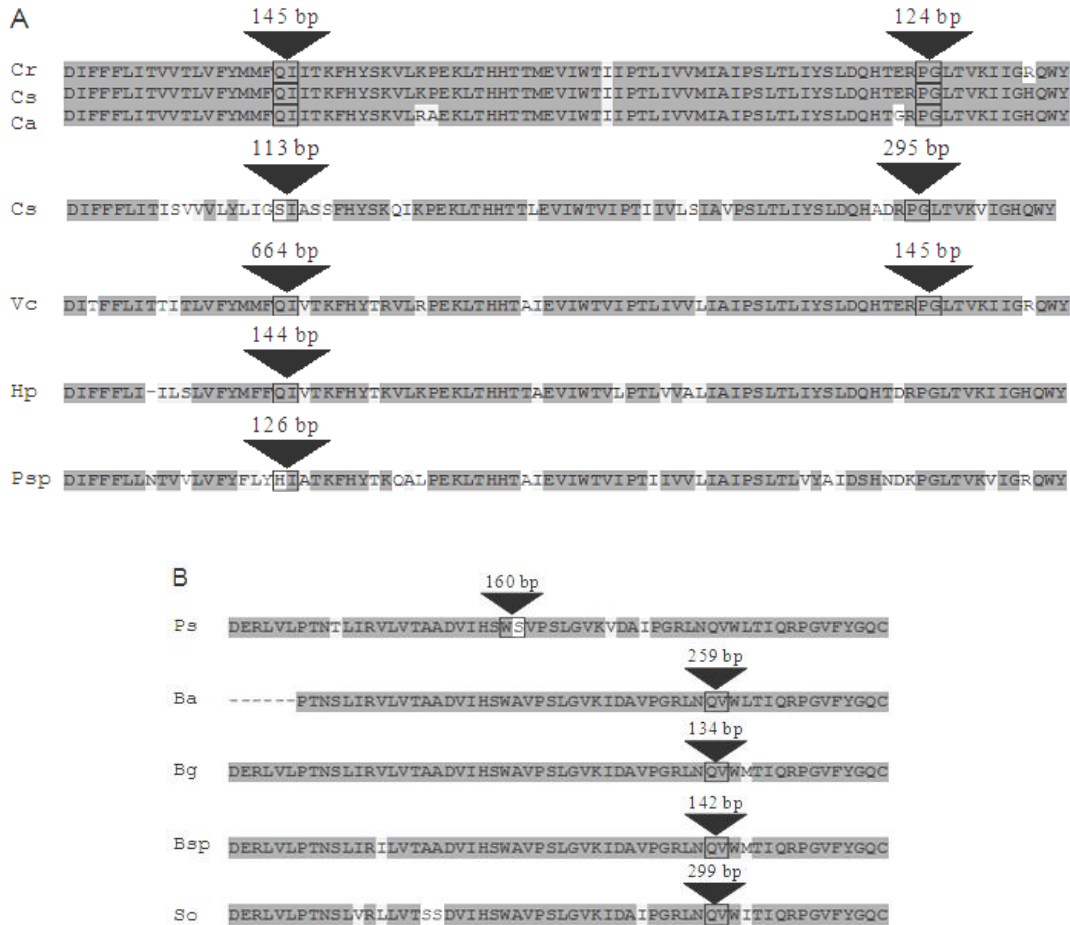 A
145 bp 124 bp
Cr DIFFFLITVVTLVFYMMFQIITKFHYSKVLKPEKLTHHTTMEVIWTIIPTLIVVMIAIPSLTLIYSLDQHTERPGLTVKIIGRQWY
Cs DIFFFLITVVTLVFYMMFQIITKFHYSKVLKPEKLTHHTTMEVIWTIIPTLIVVMIAIPSLTLIYSLDQHTERPGLTVKIIGHQWY
Ca DIFFFLITVVTLVFYMMFQIITKFHYSKVLRAEKLTHHTTMEVIWTIIPTLIVVMIAIPSLTLIYSLDQHTGRPGLTVKIIGHQWY
113 bp 295 bp
Cs DIFFFLITISVVVLYLIGSIASSFHYSKQIKPEKLTHHTTLEVIWTVIPTIIVLSIAVPSLTLIYSLDQHADRPGLTVKVIGHQWY
664 bp 145 bp
Vc DITFFLITTITLVFYMMFQIVTKFHYTRVLRPEKLTHHTAIEVIWTVIPTLIVVLIAIPSLTLIYSLDQHTERPGLTVKIIGRQWY
144 bp
Hp DIFFFLI-ILSLVFYMFFQIVTKFHYTKVLKPEKLTHHTTAEVIWTVLPTLVVALIAIPSLTLIYSLDQHTDRPGLTVKIIGHQWY
126 bp
Psp DIFFFLLNTVVLVFYFLYHIATKFHYTKQALPEKLTHHTAIEVIWTVIPTIIVVLIAIPSLTLVYAIDSHNDKPGLTVKVIGRQWY
B
160 bp
Ps DERLVLPTNTLIRVLVTAADVIHSWSVPSLGVKVDAIPGRLNQVWLTIQRPGVFYGQC
259 bp
Ba ------PTNSLIRVLVTAADVIHSWAVPSLGVKIDAVPGRLNQVWLTIQRPGVFYGQC
134 bp
Bg DERLVLPTNSLIRVLVTAADVIHSWAVPSLGVKIDAVPGRLNQVWMTIQRPGVFYGQC
142 bp
Bsp DERLVLPTNSLIRILVTAADVIHSWAVPSLGVKIDAVPGRLNQVWMTIQRPGVFYGQC
299 bp
So DERLVLPTNSLVRLLVTSSDVIHSWAVPSLGVKIDAIPGRLNQVWITIQRPGVFYGQC